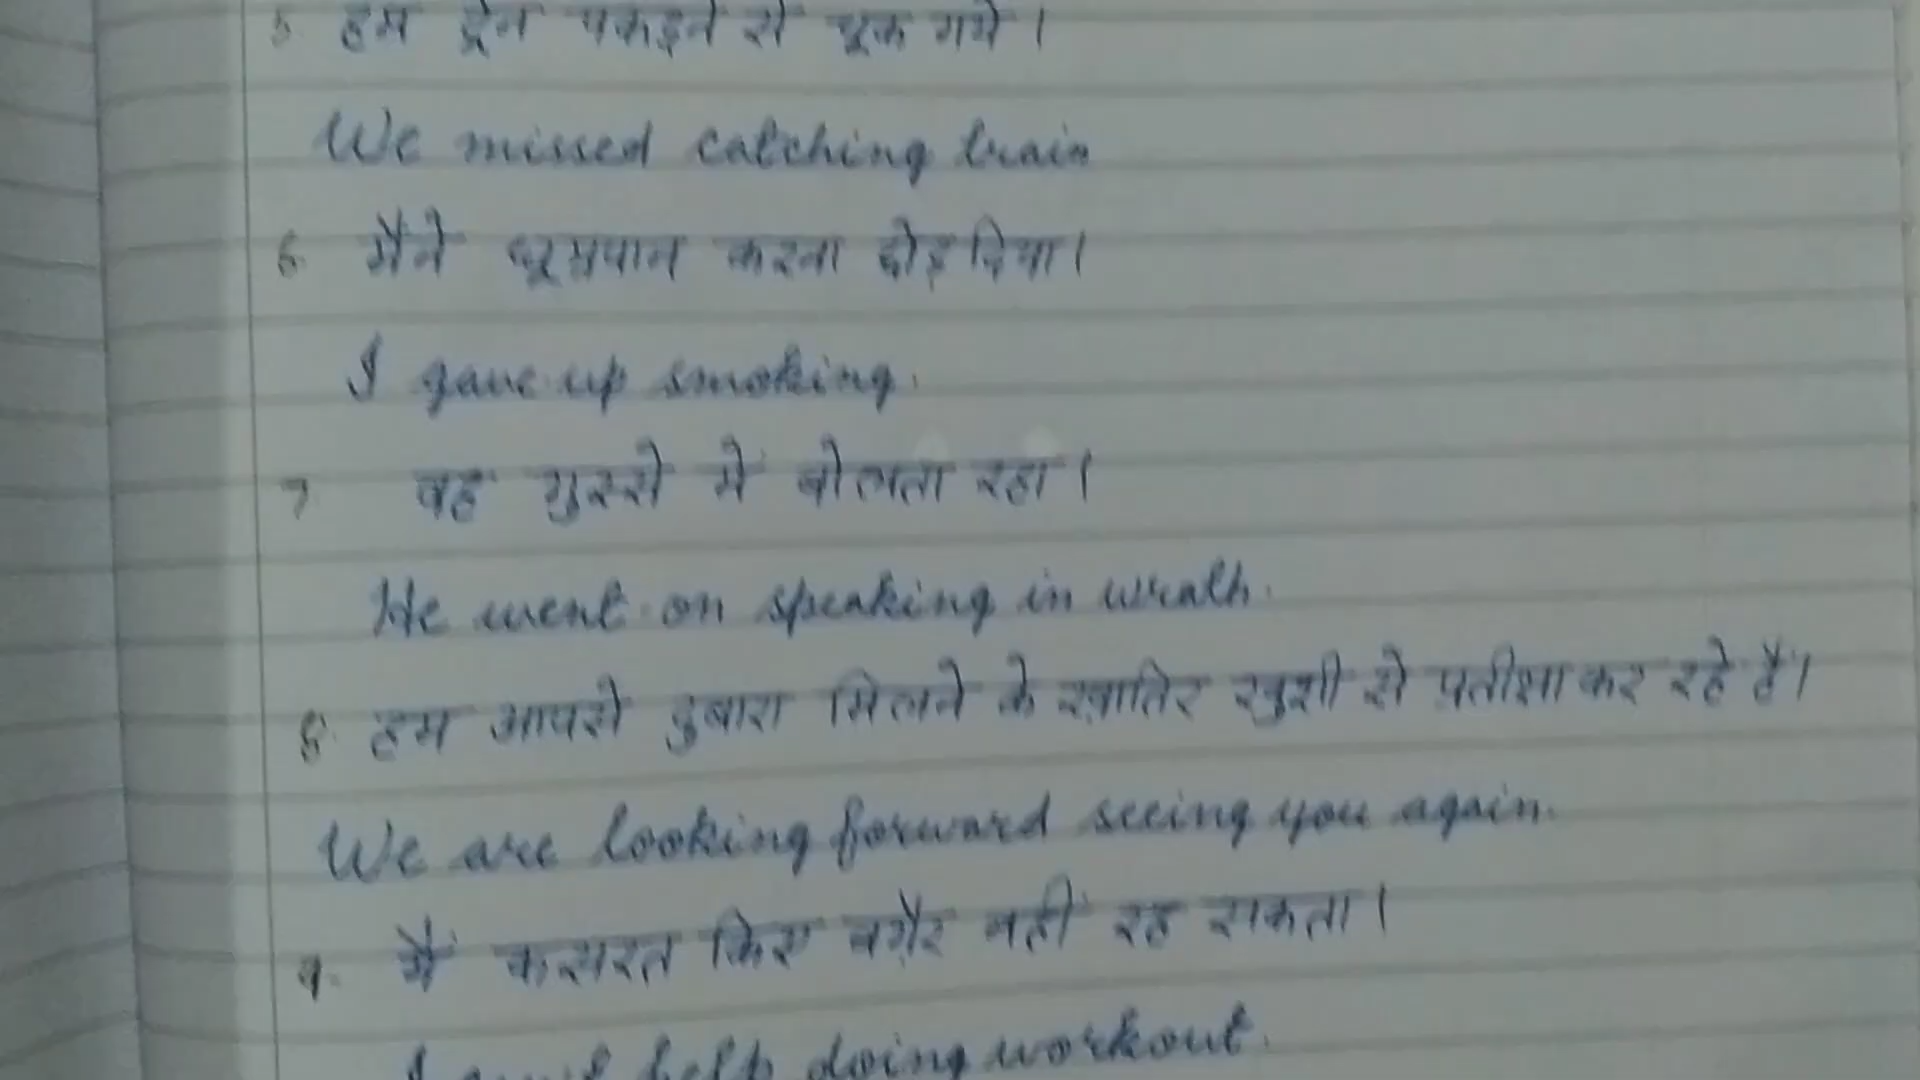 5 हम ट्रेन पकड़ने से चूक गये।
We missed catching train
6 मैंने धूम्रपान करना छोड़ दिया।
I gave up smoking.
7 वह गुस्से में बोलता रहा।
He went on speaking in wrath.
8. हम आपसे दुबारा मिलने के ख़ातिर खुशी से प्रतीक्षा कर रहे हैं।
We are looking forward seeing you again.
9. मैं कसरत किए बग़ैर नहीं रह सकता।
I help doing workout.